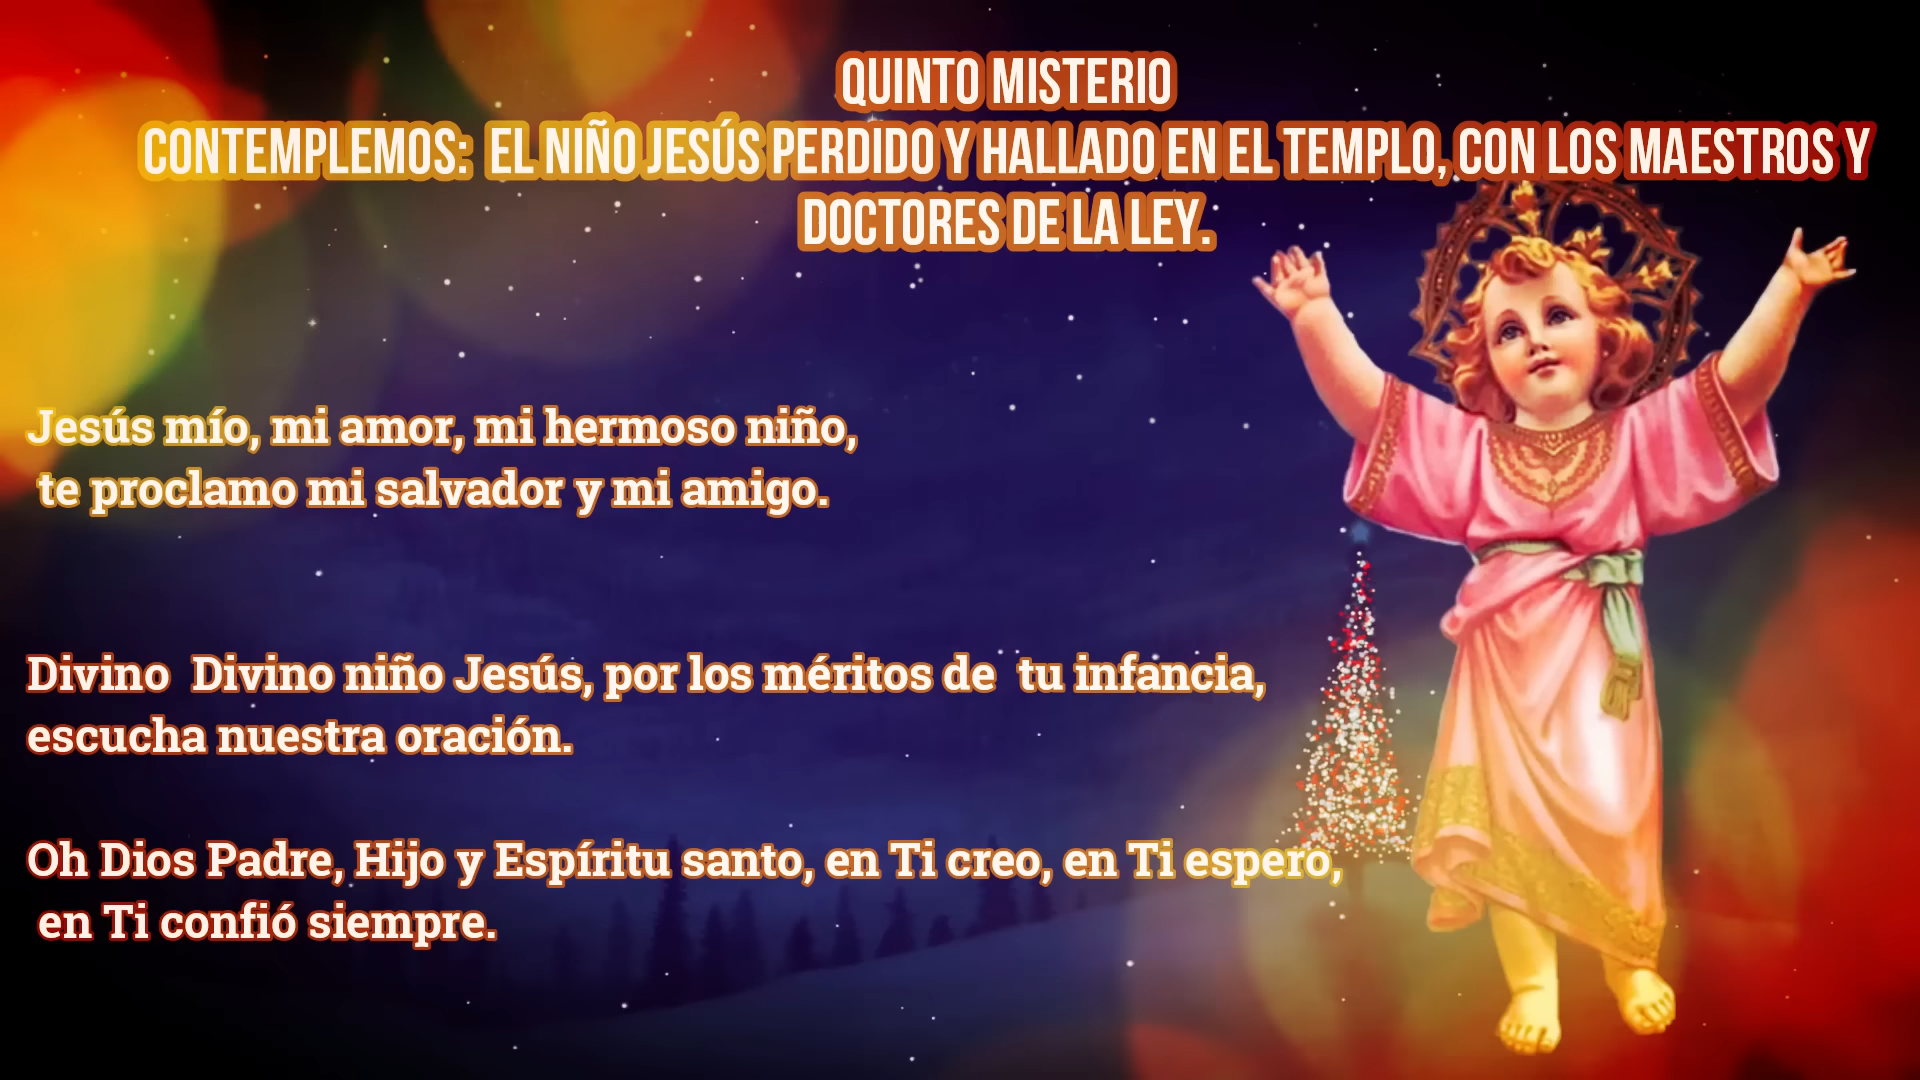 QUINTO MISTERIO
CONTEMPLEMOS:  EL NIÑO JESÚS PERDIDO Y HALLADO EN EL TEMPLO, CON LOS MAESTROS Y
DOCTORES DE LA LEY.
Jesús mío, mi amor, mi hermoso niño,
te proclamo mi salvador y mi amigo.
Divino  Divino niño Jesús, por los méritos de  tu infancia,
escucha nuestra oración.
Oh Dios Padre, Hijo y Espíritu santo, en Ti creo, en Ti espero,
en Ti confió siempre.